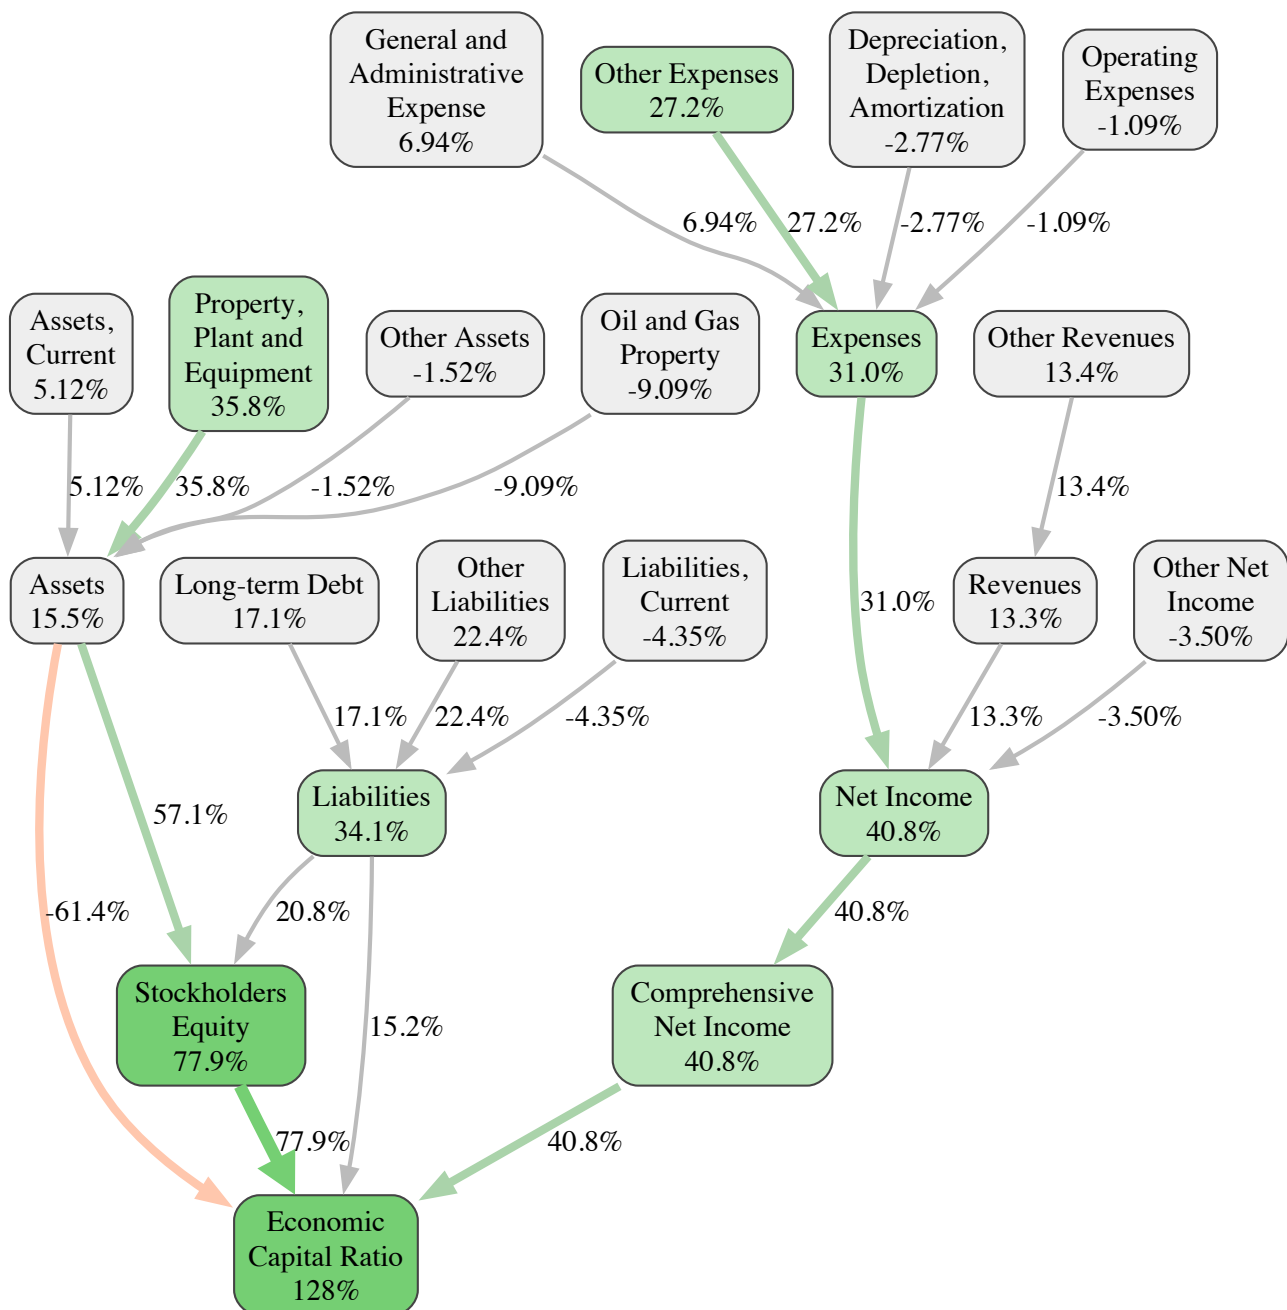 General and
Administrative
Expense
6.94%
Other Expenses
27.2%
Depreciation,
Depletion,
Amortization
-2.77%
Operating
Expenses
-1.09%
6.94%
27.2%
-2.77%
-1.09%
Assets,
Current
5.12%
Property,
Plant and
Equipment
35.8%
Other Assets
-1.52%
Oil and Gas
Property
-9.09%
Expenses
31.0%
Other Revenues
13.4%
5.12%
35.8%
-1.52%
-9.09%
13.4%
Assets
15.5%
Long-term Debt
17.1%
Other
Liabilities
22.4%
Liabilities,
Current
-4.35%
31.0%
Revenues
13.3%
Other Net
Income
-3.50%
17.1%
22.4%
-4.35%
13.3%
-3.50%
57.1%
Liabilities
34.1%
Net Income
40.8%
-61.4%
20.8%
40.8%
Stockholders
Equity
77.9%
15.2%
Comprehensive
Net Income
40.8%
77.9%
40.8%
Economic
Capital Ratio
128%